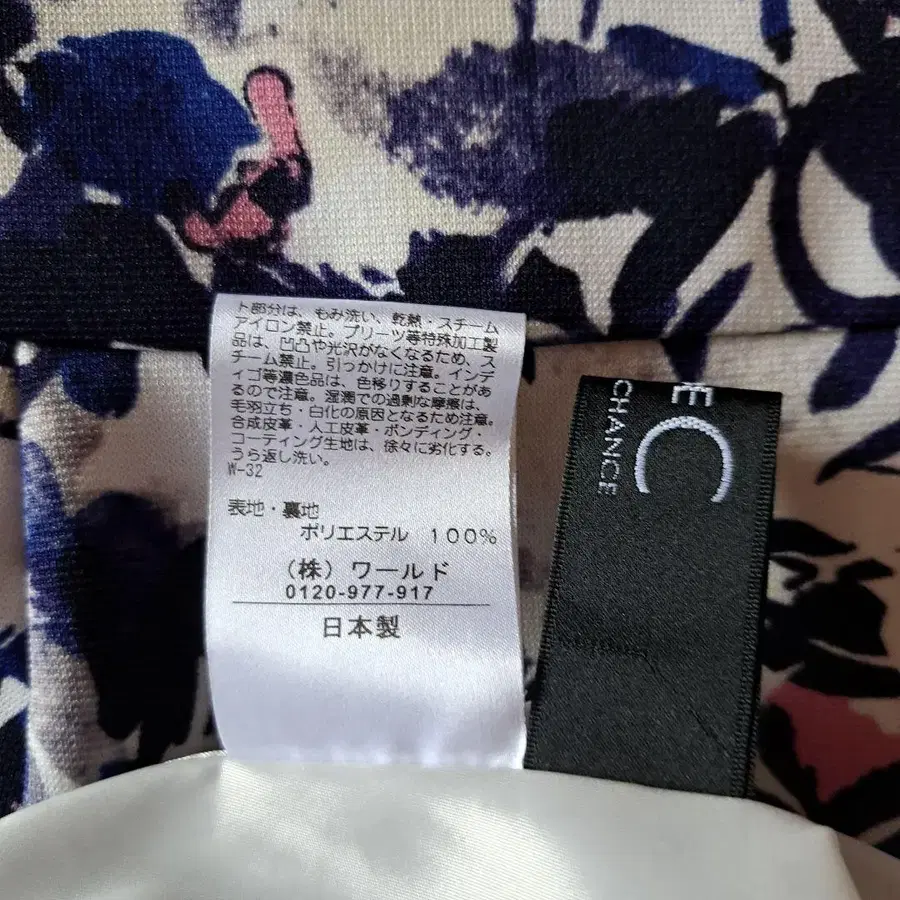 ト部分は、もみ洗い、乾熱・スチーム
アイロン禁止。プリーツ等特殊加工製
品は、凹凸や光沢がなくなるため、ス
チーム禁止。引っかけに注意。インデ
ィゴ等濃色品は、色移りすることがあ
るので注意。湿潤での過剰な摩擦は、
毛羽立ち・白化の原因となるため注意。
合成皮革・人工皮革・ボンディング・
コーティング生地は、徐々に劣化する。
うら返し洗い。
W-32
表地・裏地
ポリエステル 100%
(株)ワールド
0120-977-917
日本製
CHANCE